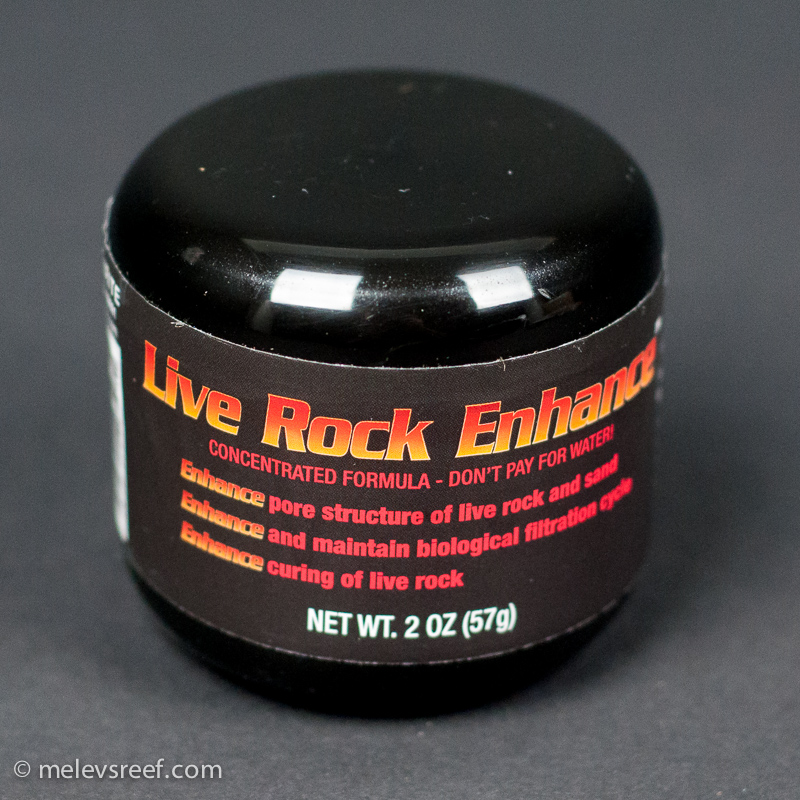 Live Rock Enhance
CONCENTRATED FORMULA - DON'T PAY FOR WATER!
Enhance pore structure of live rock and sand
Enhance and maintain biological filtration cycle
Enhance curing of live rock
NET WT. 2 OZ (57g)
© melevsreef.com